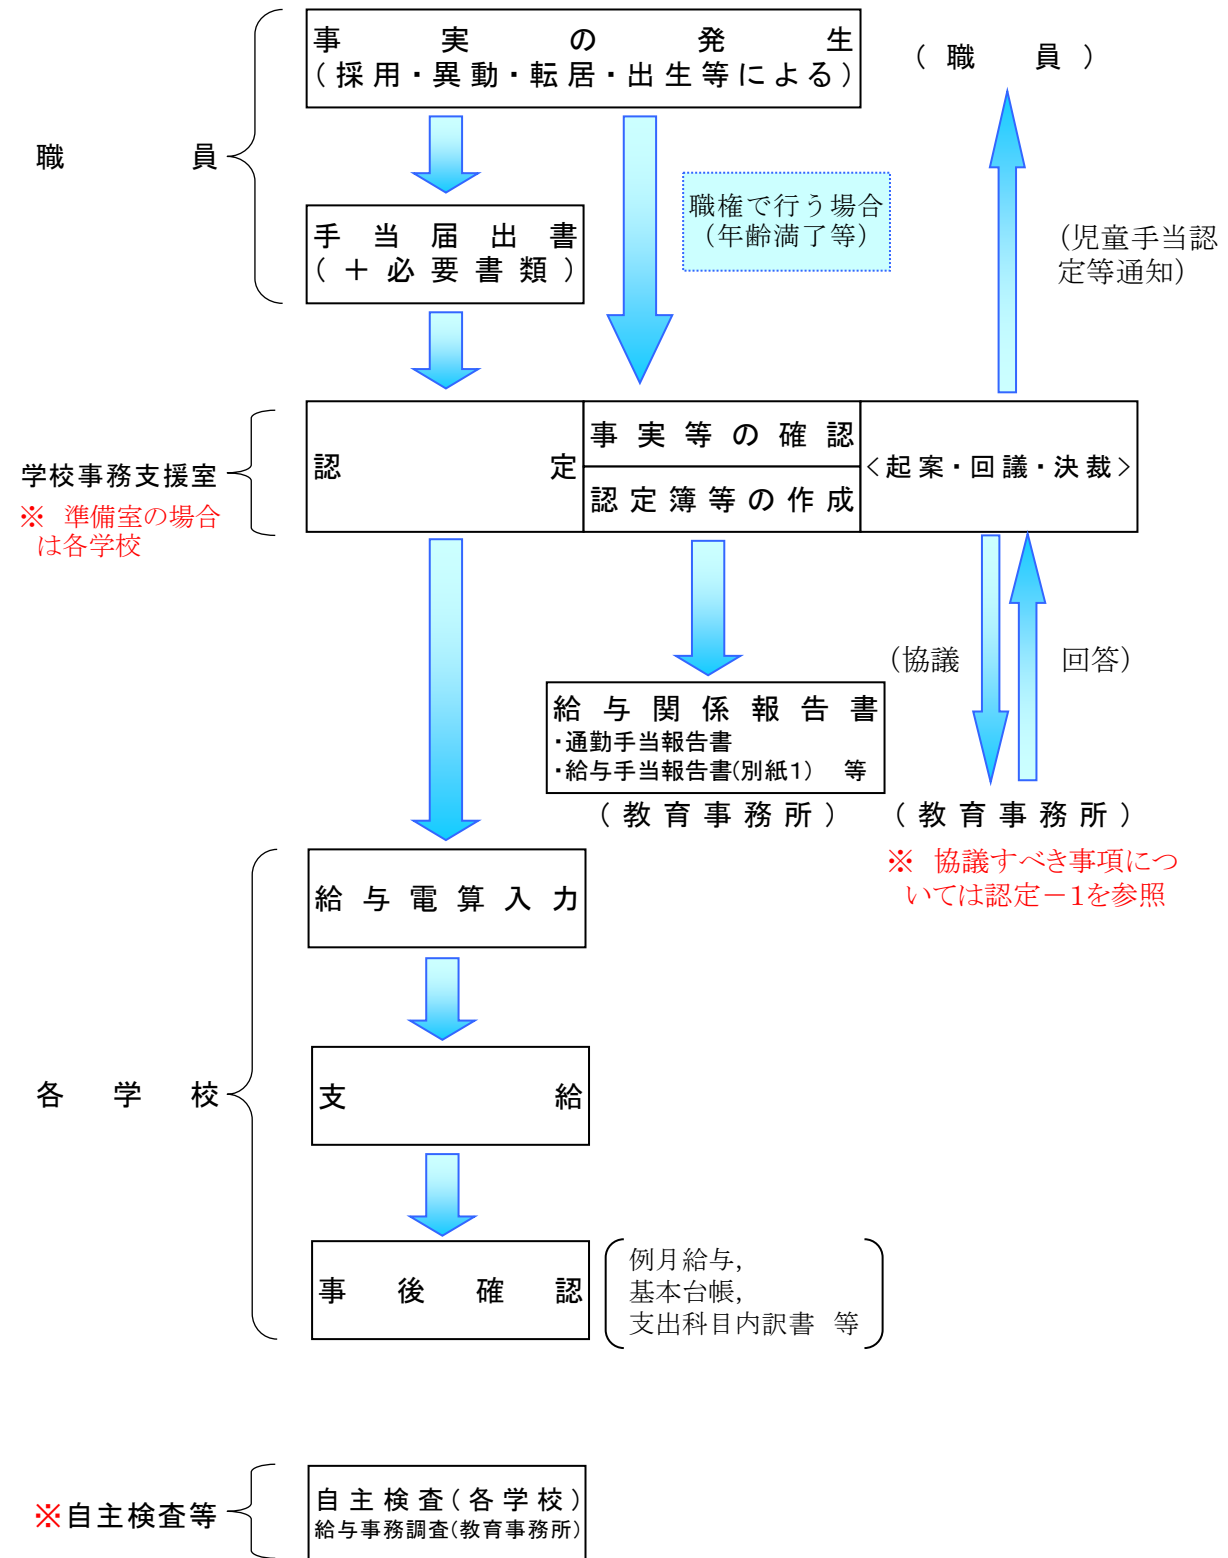 事実の発生
(採用・異動・転居・出生等による)
(職　員)
職　員
職権で行う場合
(年齢満了等)
手当届出書
(＋必要書類)
(児童手当認
定等通知)
学校事務支援室
※　準備室の場合
は各学校
認　定
事実等の確認
認定簿等の作成
<起案・回議・決裁>
(協議　回答)
給与関係報告書
・通勤手当報告書
・給与手当報告書(別紙1)　等
(教育事務所)
(教育事務所)
※　協議すべき事項につ
いては認定－1を参照
各学校
給与電算入力
支　給
事後確認
例月給与,
基本台帳,
支出科目内訳書　等
※自主検査等
自主検査(各学校)
給与事務調査(教育事務所)